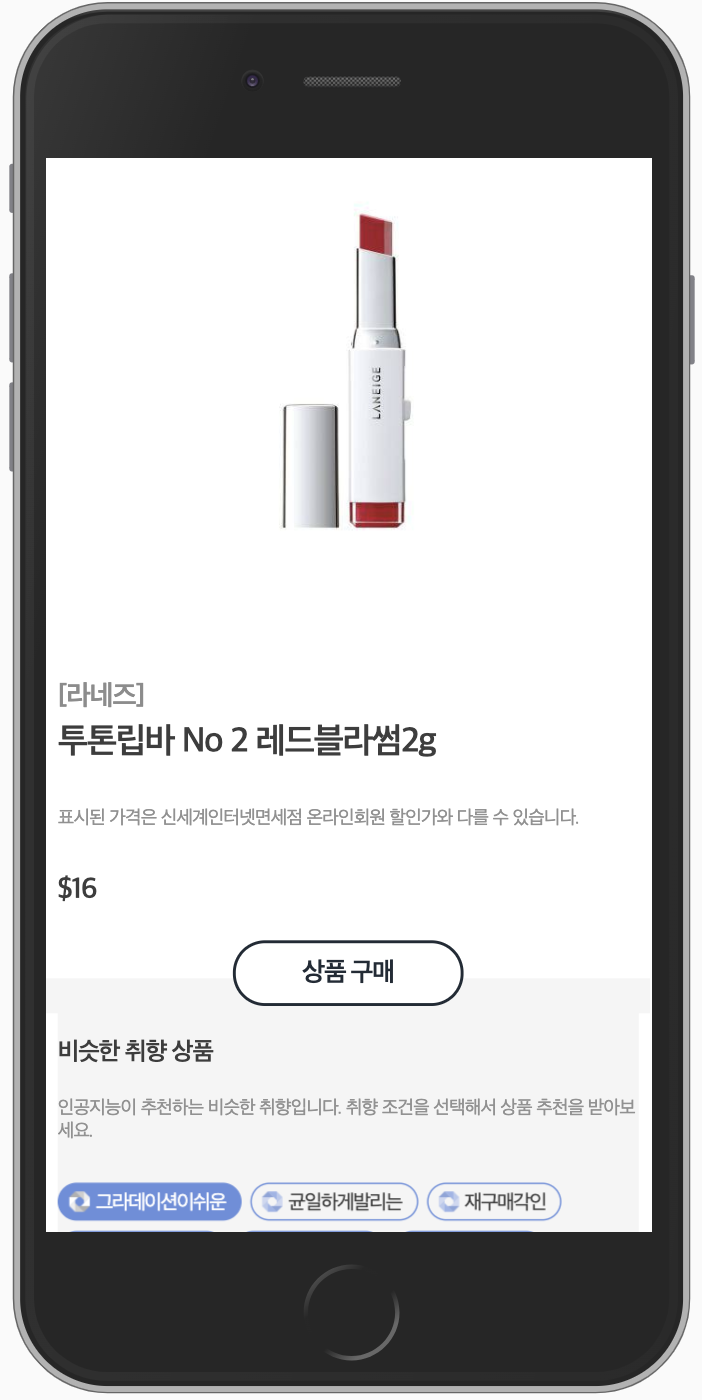 LANEIGE
[라네즈]
투톤립바 No 2 레드블라썸2g
표시된 가격은 신세계인터넷면세점 온라인회원 할인가와 다를 수 있습니다.
$16
상품 구매
비슷한 취향 상품
인공지능이 추천하는 비슷한 취향입니다. 취향 조건을 선택해서 상품 추천을 받아보
세요.
그라데이션이쉬운 균일하게발리는 재구매각인